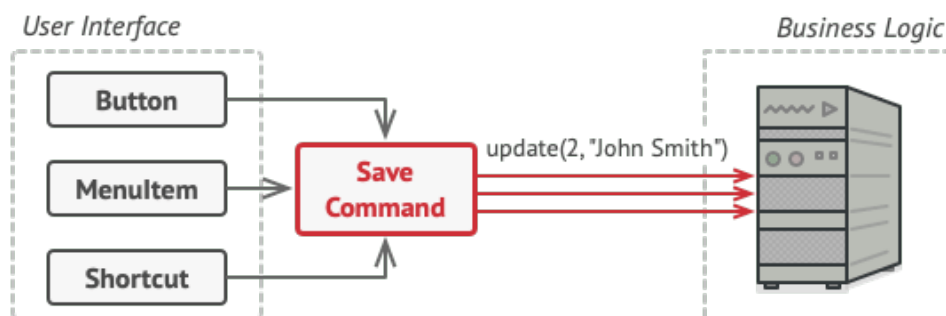 User Interface
Business Logic
Button
MenuItem
Shortcut
Save
Command
update(2, "John Smith")